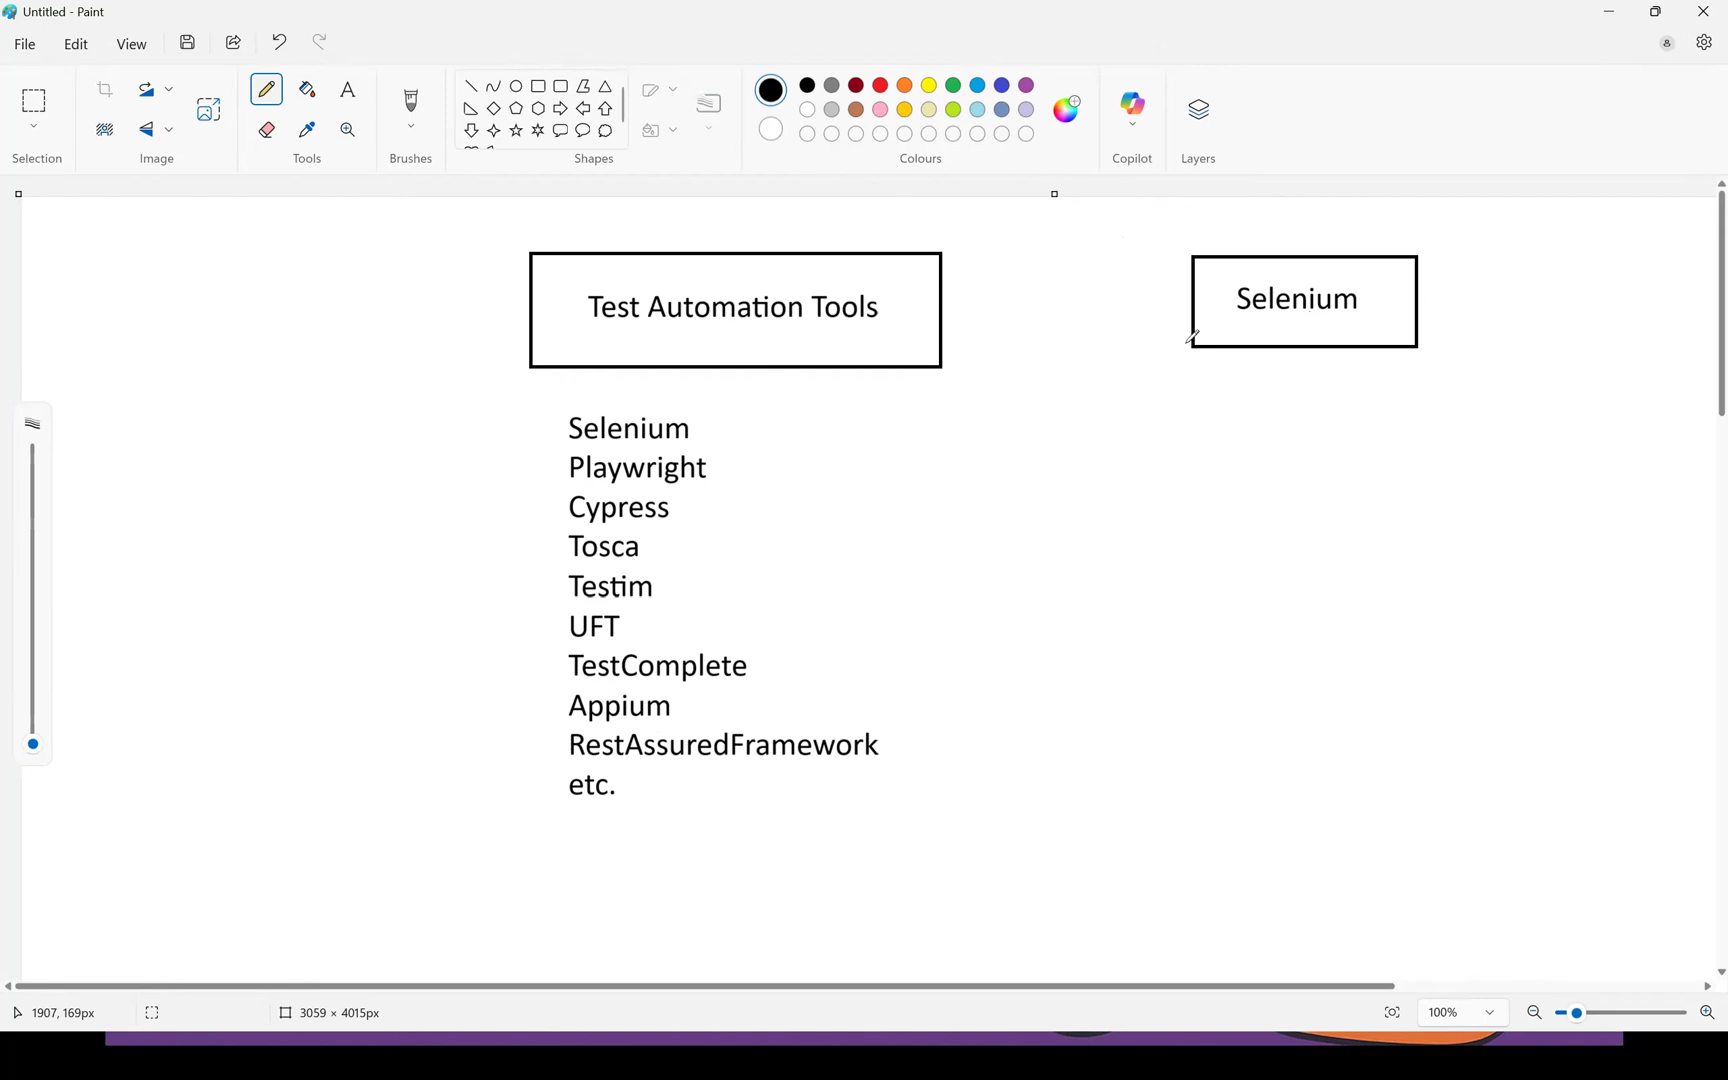 Untitled - Paint
File Edit View
Selection Image Tools Brushes Shapes Colours Copilot Layers
Test Automation Tools
Selenium
Selenium
Playwright
Cypress
Tosca
Testim
UFT
TestComplete
Appium
RestAssuredFramework
etc.
1907, 169px 3059 × 4015px 100%